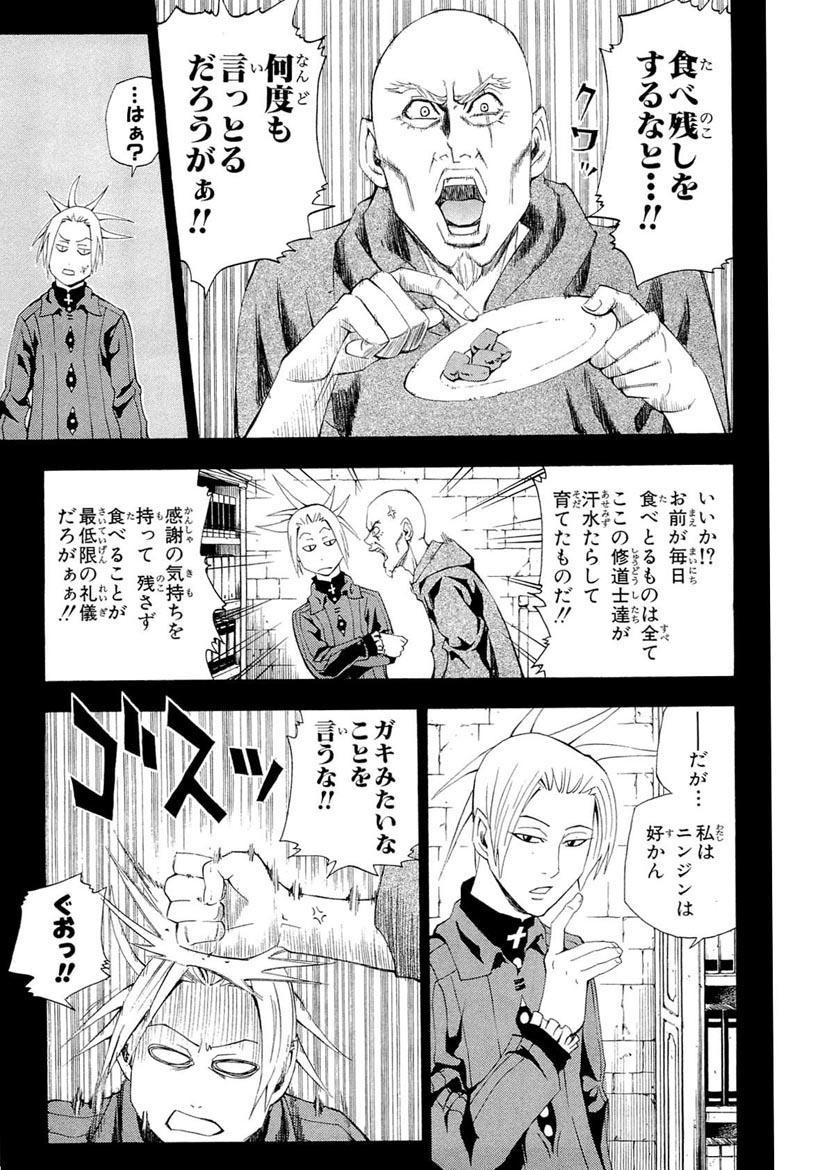 食べ残しを
するなと…!!
クワッ
何度も
言っとる
だろうがぁ!!
…はぁ?
いいか!?
お前が毎日
食べとるものは全て
ここの修道士達が
汗水たらして
育てたものだ!!
感謝の気持ちを
持って 残さず
食べることが
最低限の礼儀
だろがぁぁ!!
──だが…
私は
ニンジンは
好かん
ガキみたいな
ことを
言うな!!
ゴスッ
ぐおっ!!